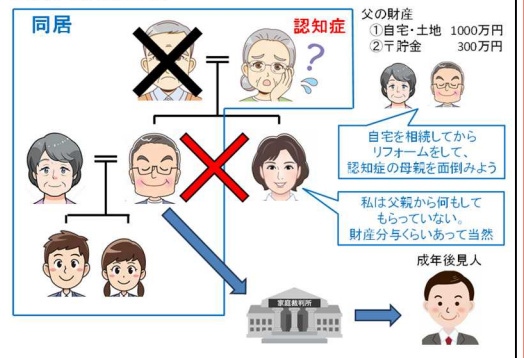 同居
認知症
？
父の財産
①自宅・土地 1000万円
②〒貯金 300万円
自宅を相続してから
リフォームをして、
認知症の母親を面倒みよう
私は父親から何もして
もらっていない。
財産分与くらいあって当然
家庭裁判所
成年後見人